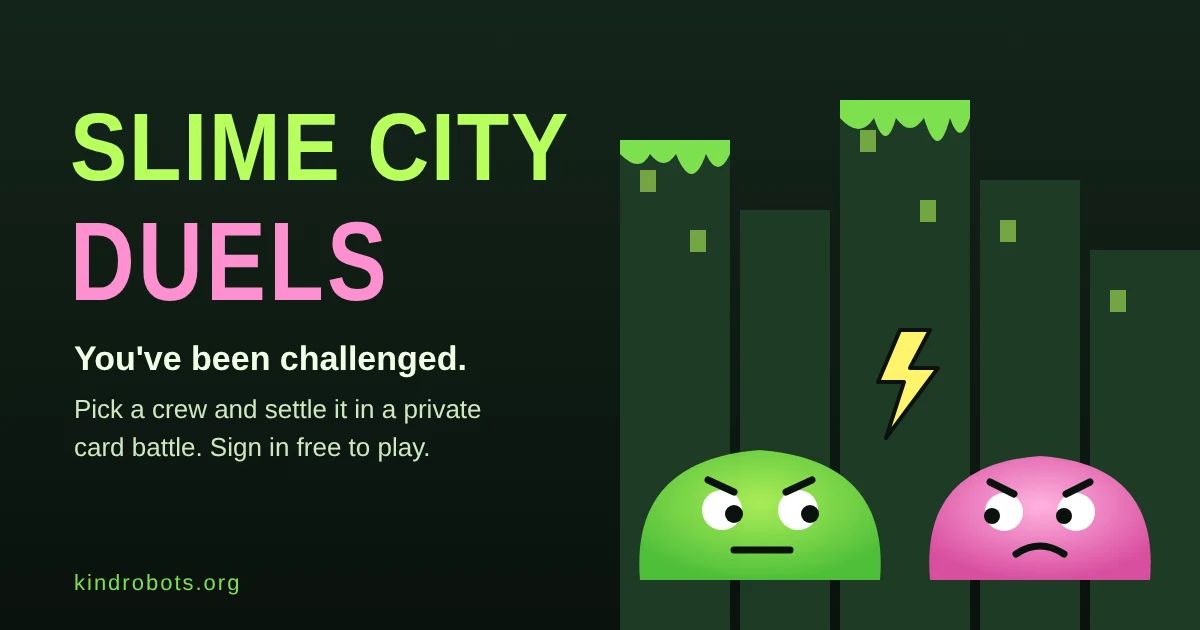 SLIME CITY
DUELS
You've been challenged.
Pick a crew and settle it in a private
card battle. Sign in free to play.
kindrobots.org